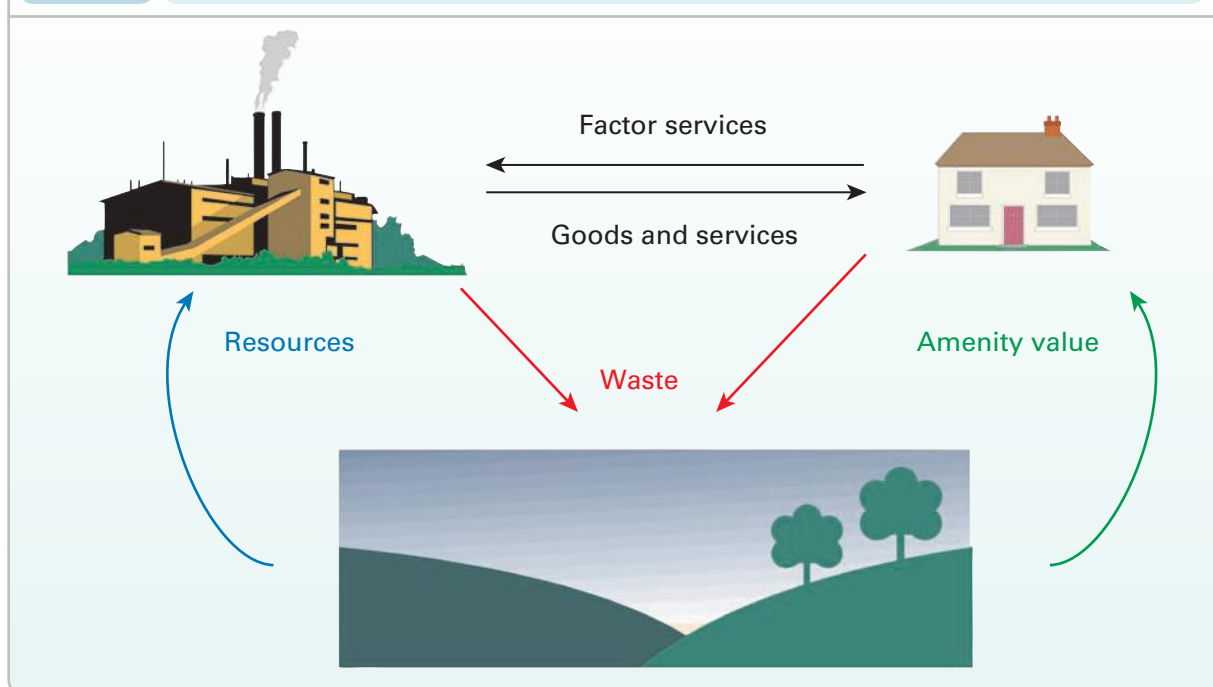 Factor services
Goods and services
Resources
Amenity value
Waste